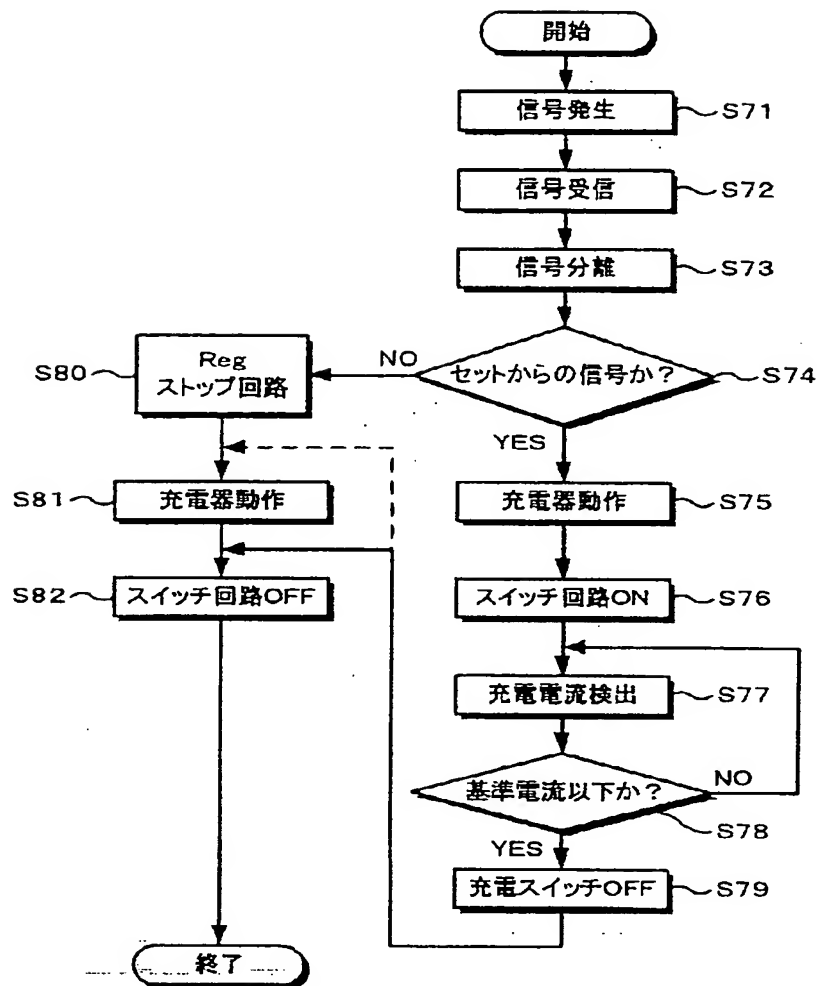 開始
信号発生
S71
信号受信
S72
信号分離
S73
セットからの信号か?
S74
NO
YES
Reg
ストップ回路
S80
充電器動作
S81
スイッチ回路OFF
S82
充電器動作
S75
スイッチ回路ON
S76
充電電流検出
S77
基準電流以下か?
S78
NO
YES
充電スイッチOFF
S79
終了